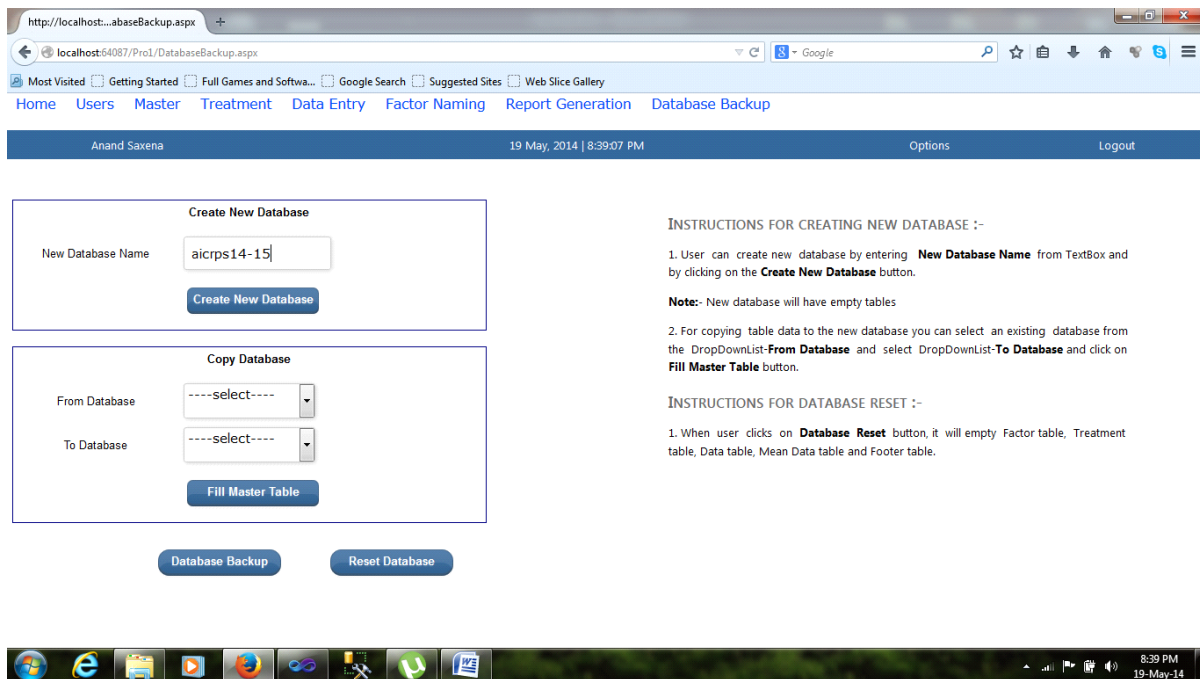 http://localhost:...abaseBackup.aspx
localhost:64087/Pro1/DatabaseBackup.aspx
Google
Most Visited Getting Started Full Games and Softwa... Google Search Suggested Sites Web Slice Gallery
Home Users Master Treatment Data Entry Factor Naming Report Generation Database Backup
Anand Saxena 19 May, 2014 | 8:39:07 PM Options Logout
Create New Database
New Database Name aicrps14-15
Create New Database
Copy Database
From Database ----select----
To Database ----select----
Fill Master Table
Database Backup Reset Database
INSTRUCTIONS FOR CREATING NEW DATABASE :-
1. User can create new database by entering New Database Name from TextBox and
by clicking on the Create New Database button.
Note:- New database will have empty tables
2. For copying table data to the new database you can select an existing database from
the DropDownList-From Database and select DropDownList-To Database and click on
Fill Master Table button.
INSTRUCTIONS FOR DATABASE RESET :-
1. When user clicks on Database Reset button, it will empty Factor table, Treatment
table, Data table, Mean Data table and Footer table.
8:39 PM
19-May-14